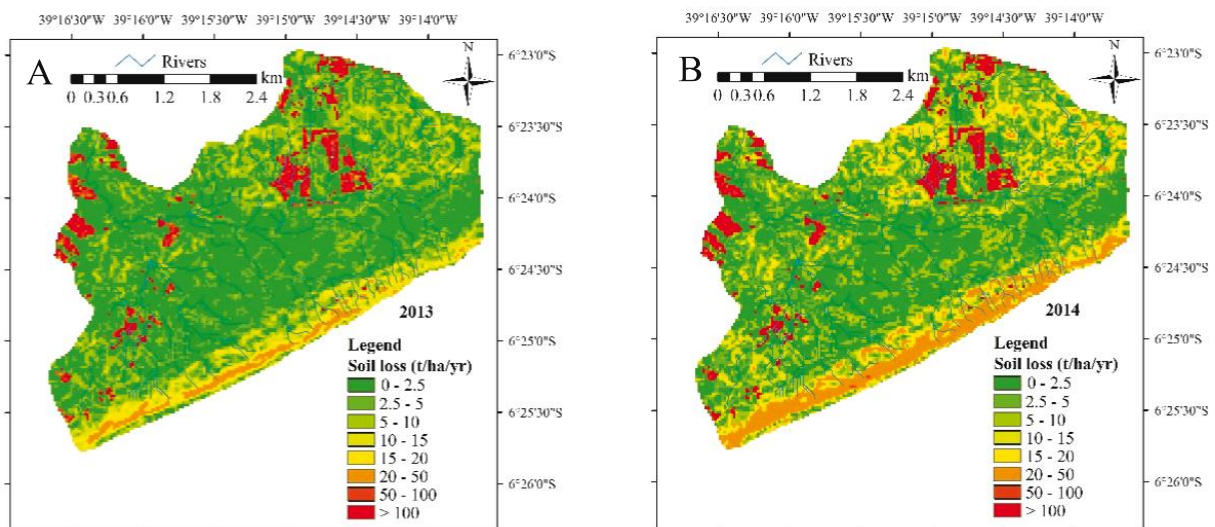 39°16'30"W 39°16'0"W 39°15'30"W 39°15'0"W 39°14'30"W 39°14'0"W
A
Rivers
km
0 0.30.6 1.2 1.8 2.4
N
6°23'0"S
6°23'30"S
6°24'0"S
6°24'30"S
6°25'0"S
6°25'30"S
6°26'0"S
2013
Legend
Soil loss (t/ha/yr)
0 - 2.5
2.5 - 5
5 - 10
10 - 15
15 - 20
20 - 50
50 - 100
> 100
39°16'30"W 39°16'0"W 39°15'30"W 39°15'0"W 39°14'30"W 39°14'0"W
B
Rivers
km
0 0.30.6 1.2 1.8 2.4
N
6°23'0"S
6°23'30"S
6°24'0"S
6°24'30"S
6°25'0"S
6°25'30"S
6°26'0"S
2014
Legend
Soil loss (t/ha/yr)
0 - 2.5
2.5 - 5
5 - 10
10 - 15
15 - 20
20 - 50
50 - 100
> 100